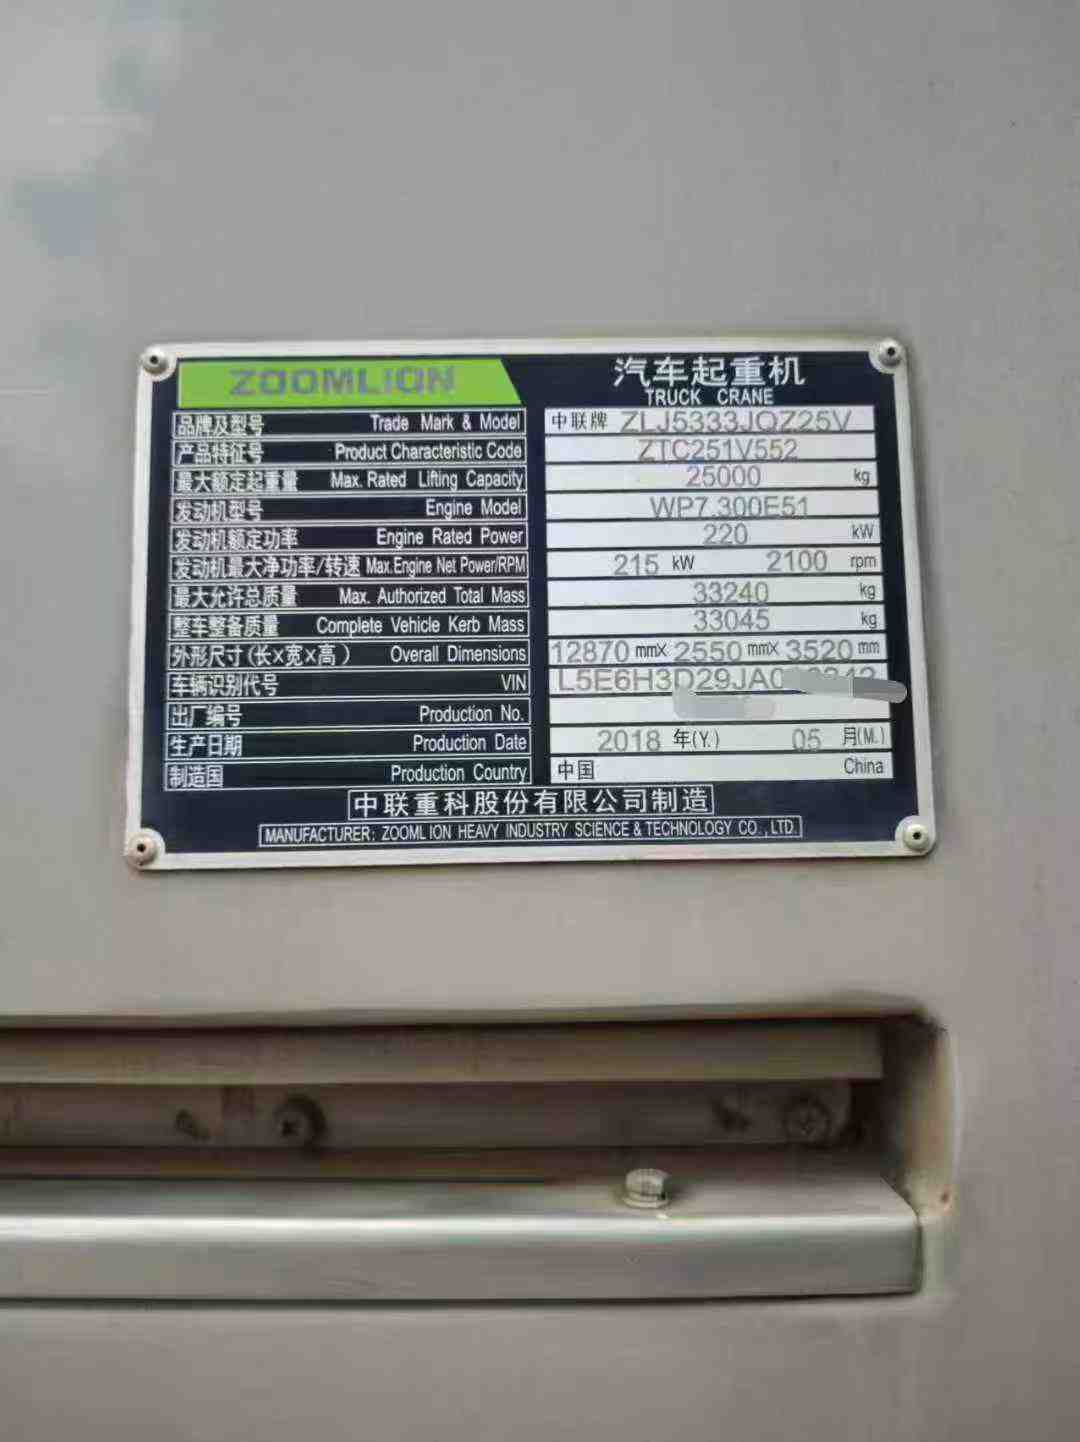 ZOOMLION 汽车起重机
TRUCK CRANE
品牌及型号 Trade Mark & Model 中联牌 ZLJ5333JQZ25V
产品特征号 Product Characteristic Code ZTC251V552
最大额定起重量 Max. Rated Lifting Capacity 25000 kg
发动机型号 Engine Model WP7.300E51
发动机额定功率 Engine Rated Power 220 kW
发动机最大净功率/转速 Max.Engine Net Power/RPM 215 kW 2100 rpm
最大允许总质量 Max. Authorized Total Mass 33240 kg
整车整备质量 Complete Vehicle Kerb Mass 33045 kg
外形尺寸(长×宽×高) Overall Dimensions 12870 mm× 2550 mm× 3520 mm
车辆识别代号 VIN L5E6H3D29JA0
出厂编号 Production No.
生产日期 Production Date 2018 年(Y.) 05 月(M.)
制造国 Production Country 中国 China
中联重科股份有限公司制造
MANUFACTURER: ZOOMLION HEAVY INDUSTRY SCIENCE & TECHNOLOGY CO., LTD.